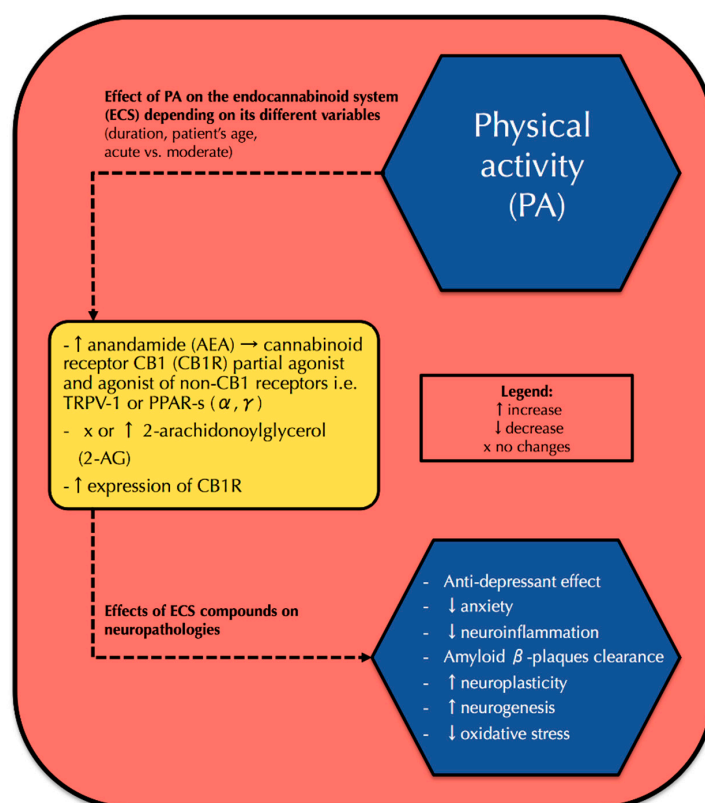 Effect of PA on the endocannabinoid system
(ECS) depending on its different variables
(duration, patient's age,
acute vs. moderate)
Physical
activity
(PA)
- ↑ anandamide (AEA) → cannabinoid
receptor CB1 (CB1R) partial agonist
and agonist of non-CB1 receptors i.e.
TRPV-1 or PPAR-s (α, γ)
- x or ↑ 2-arachidonoylglycerol
(2-AG)
- ↑ expression of CB1R
Legend:
↑ increase
↓ decrease
x no changes
Effects of ECS compounds on
neuropathologies
- Anti-depressant effect
- ↓ anxiety
- ↓ neuroinflammation
- Amyloid β-plaques clearance
- ↑ neuroplasticity
- ↑ neurogenesis
- ↓ oxidative stress